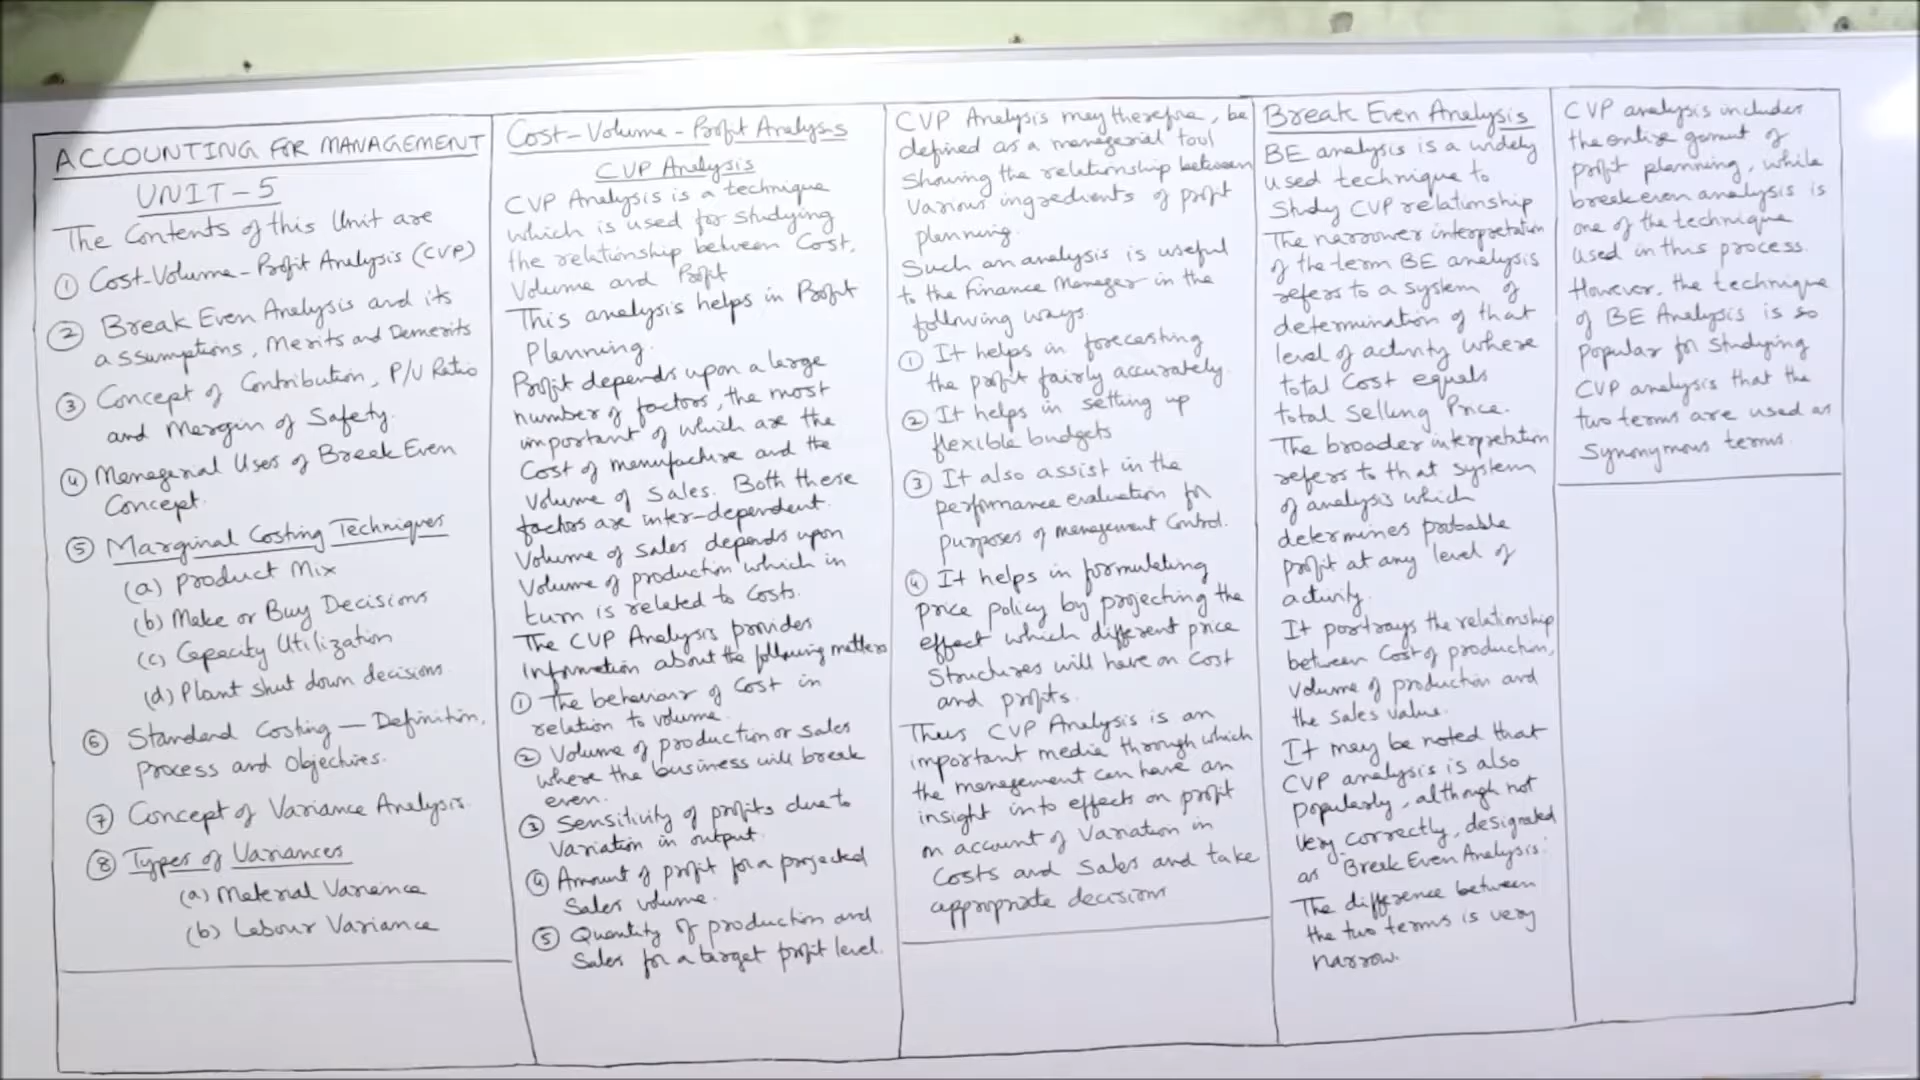 ACCOUNTING FOR MANAGEMENT
UNIT-5
The Contents of this Unit are
① Cost-Volume-Profit Analysis (CVP)
② Break Even Analysis and its
assumptions, Merits and Demerits
③ Concept of Contribution, P/V Ratio
and Margin of Safety.
④ Managerial Uses of Break Even
Concept.
⑤ Marginal Costing Techniques
(a) Product Mix
(b) Make or Buy Decisions
(c) Capacity Utilization
(d) Plant shut down decisions.
⑥ Standard Costing — Definition,
process and Objectives.
⑦ Concept of Variance Analysis.
⑧ Types of Variances
(a) Material Variance
(b) Labour Variance
Cost-Volume-Profit Analysis
CVP Analysis
CVP Analysis is a technique
which is used for studying
the relationship between Cost,
Volume and Profit
This analysis helps in Profit
Planning.
Profit depends upon a large
number of factors, the most
important of which are the
Cost of manufacture and the
Volume of Sales. Both these
factors are inter-dependent.
Volume of sales depends upon
Volume of production which in
turn is related to Costs.
The CVP Analysis provides
Information about the following matters
① The behaviour of Cost in
relation to volume.
② Volume of production or sales
where the business will break
even.
③ Sensitivity of profits due to
Variation in output.
④ Amount of profit for a projected
Sales volume.
⑤ Quantity of production and
Sales for a target profit level.
CVP Analysis may therefore, be
defined as a managerial tool
Showing the relationship between
Various ingredients of profit
planning.
Such an analysis is useful
to the Finance Manager in the
following ways.
① It helps in forecasting
the profit fairly accurately.
② It helps in setting up
flexible budgets
③ It also assist in the
performance evaluation for
purposes of management Control.
④ It helps in formulating
price policy by projecting the
effect which different price
Structures will have on Cost
and profits.
Thus CVP Analysis is an
important media through which
the management can have an
insight into effects on profit
on account of Variation in
Costs and Sales and take
appropriate decisions
Break Even Analysis
BE analysis is a widely
used technique to
Study CVP relationship
The narrower interpretation
of the term BE analysis
refers to a system of
determination of that
level of activity where
total Cost equals
total Selling Price.
The broader interpretation
refers to that system
of analysis which
determines probable
profit at any level of
activity.
It portrays the relationship
between Cost of production,
Volume of production and
the sales value.
It may be noted that
CVP analysis is also
popularly, although not
very correctly, designated
as 'Break Even Analysis'.
The difference between
the two terms is very
narrow.
CVP analysis includes
the entire gamut of
profit planning, while
break even analysis is
one of the technique
used in this process.
However, the technique
of BE Analysis is so
popular for Studying
CVP analysis that the
two terms are used as
Synonymous terms.